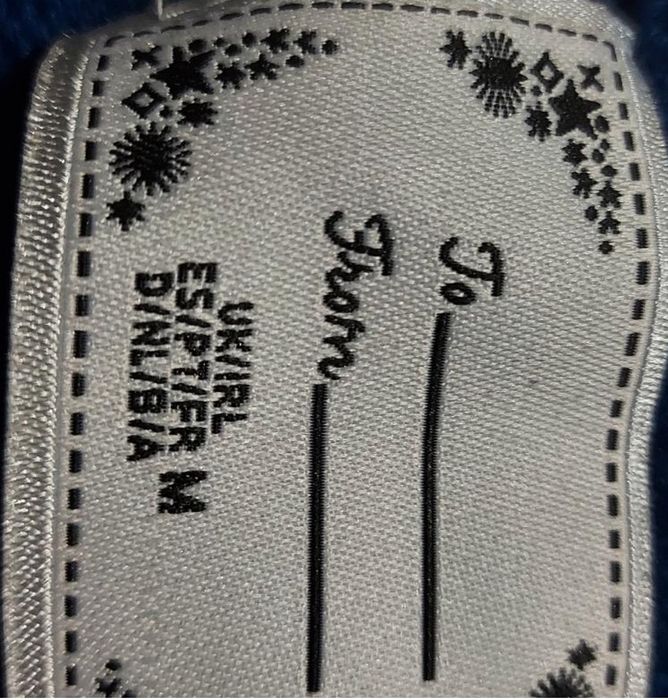 To
From
UK/IRL
ES/PT/FR M
D/NL/B/A